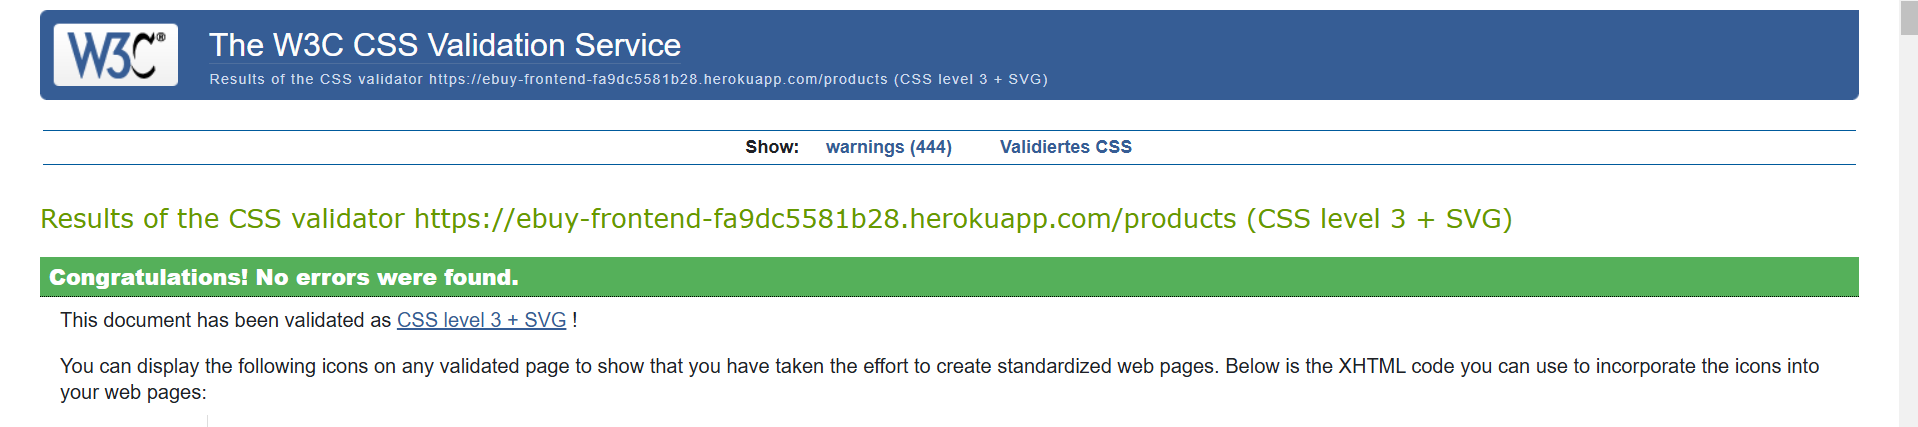 W3C®
The W3C CSS Validation Service
Results of the CSS validator https://ebuy-frontend-fa9dc5581b28.herokuapp.com/products (CSS level 3 + SVG)
Show: warnings (444) Validiertes CSS
Results of the CSS validator https://ebuy-frontend-fa9dc5581b28.herokuapp.com/products (CSS level 3 + SVG)
Congratulations! No errors were found.
This document has been validated as CSS level 3 + SVG !
You can display the following icons on any validated page to show that you have taken the effort to create standardized web pages. Below is the XHTML code you can use to incorporate the icons into
your web pages: